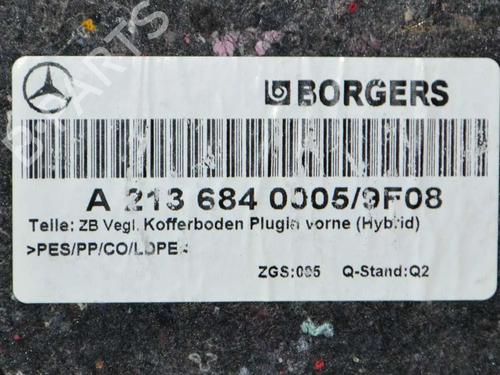 BORGERS
A 213 684 0005/9F08
Teile: ZB Vegl. Kofferboden Plugin vorne (Hybrid)
>PES/PP/CO/LDPE<
ZGS:005 Q-Stand:Q2